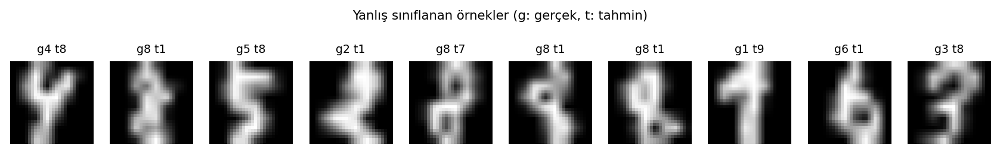 Yanlış sınıflanan örnekler (g: gerçek, t: tahmin)
g4 t8 g8 t1 g5 t8 g2 t1 g8 t7 g8 t1 g8 t1 g1 t9 g6 t1 g3 t8